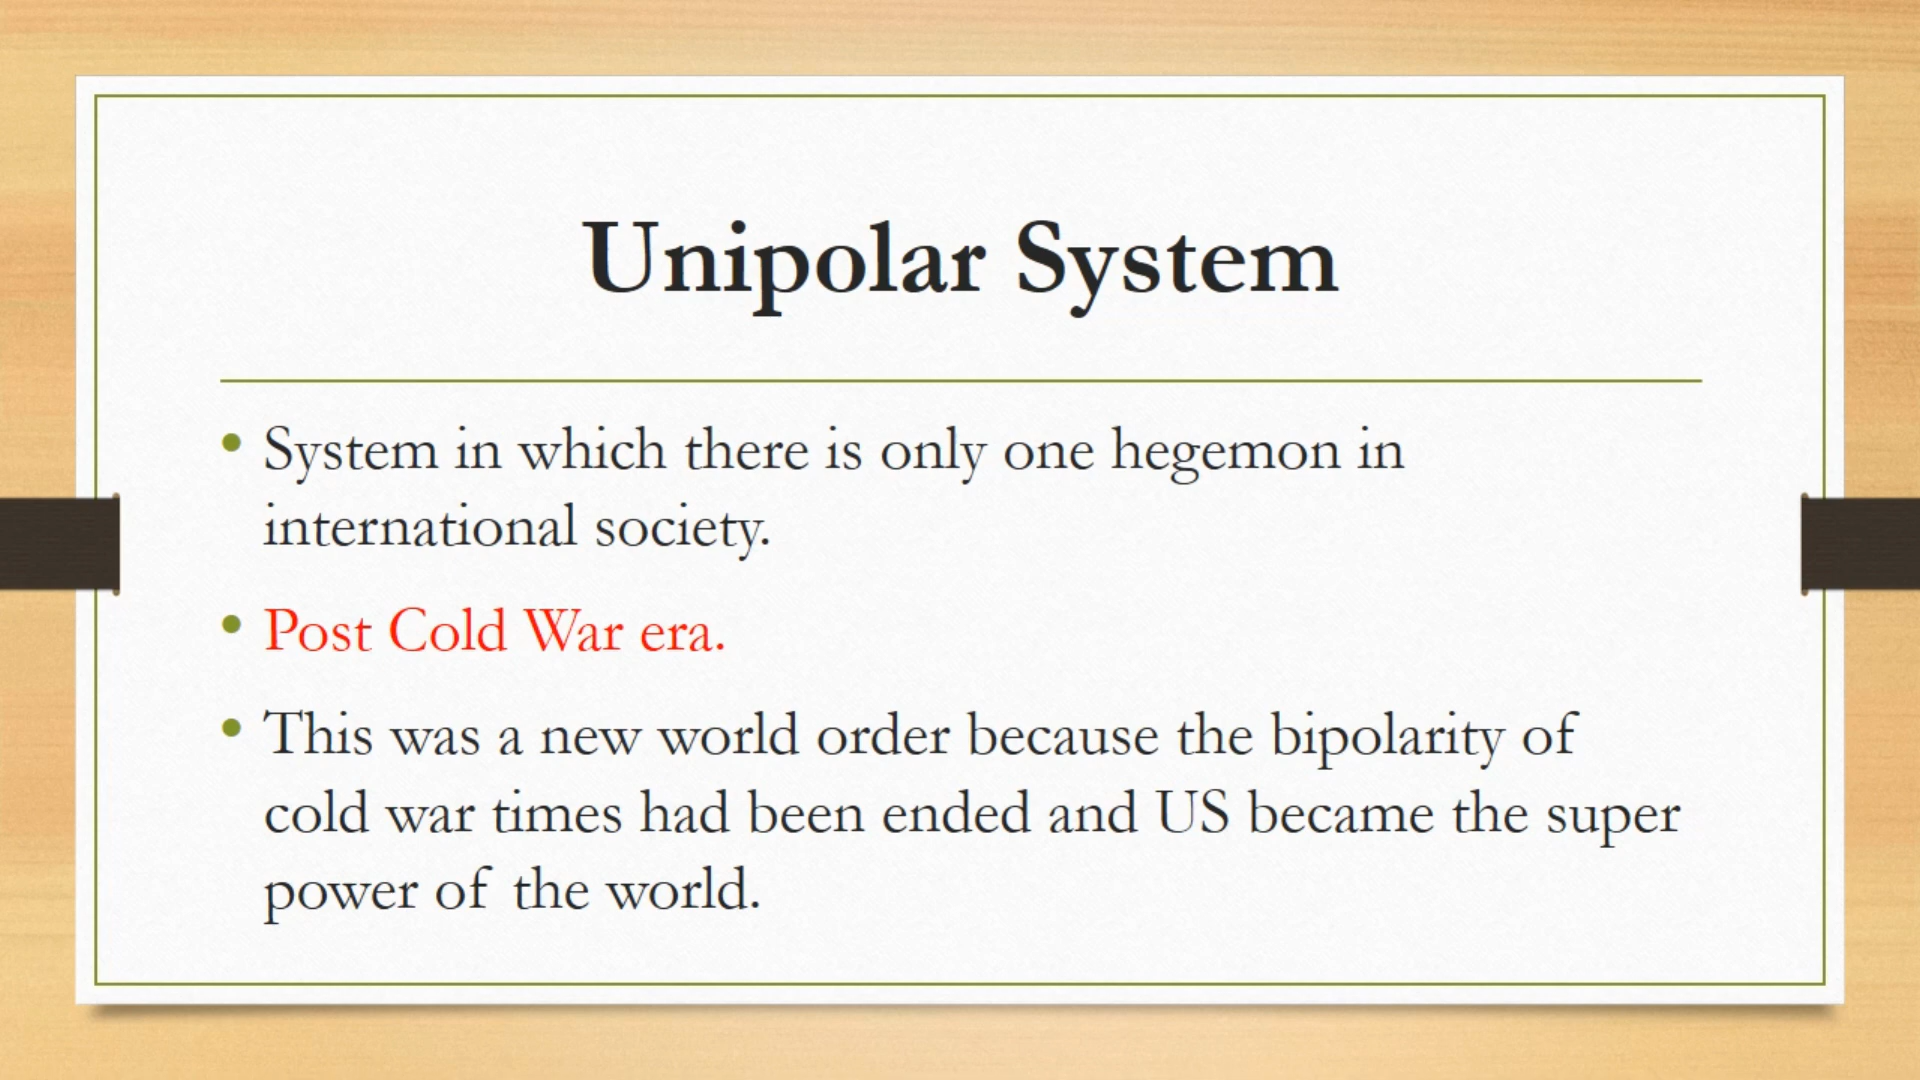 Unipolar System
• System in which there is only one hegemon in
international society.
• Post Cold War era.
• This was a new world order because the bipolarity of
cold war times had been ended and US became the super
power of the world.